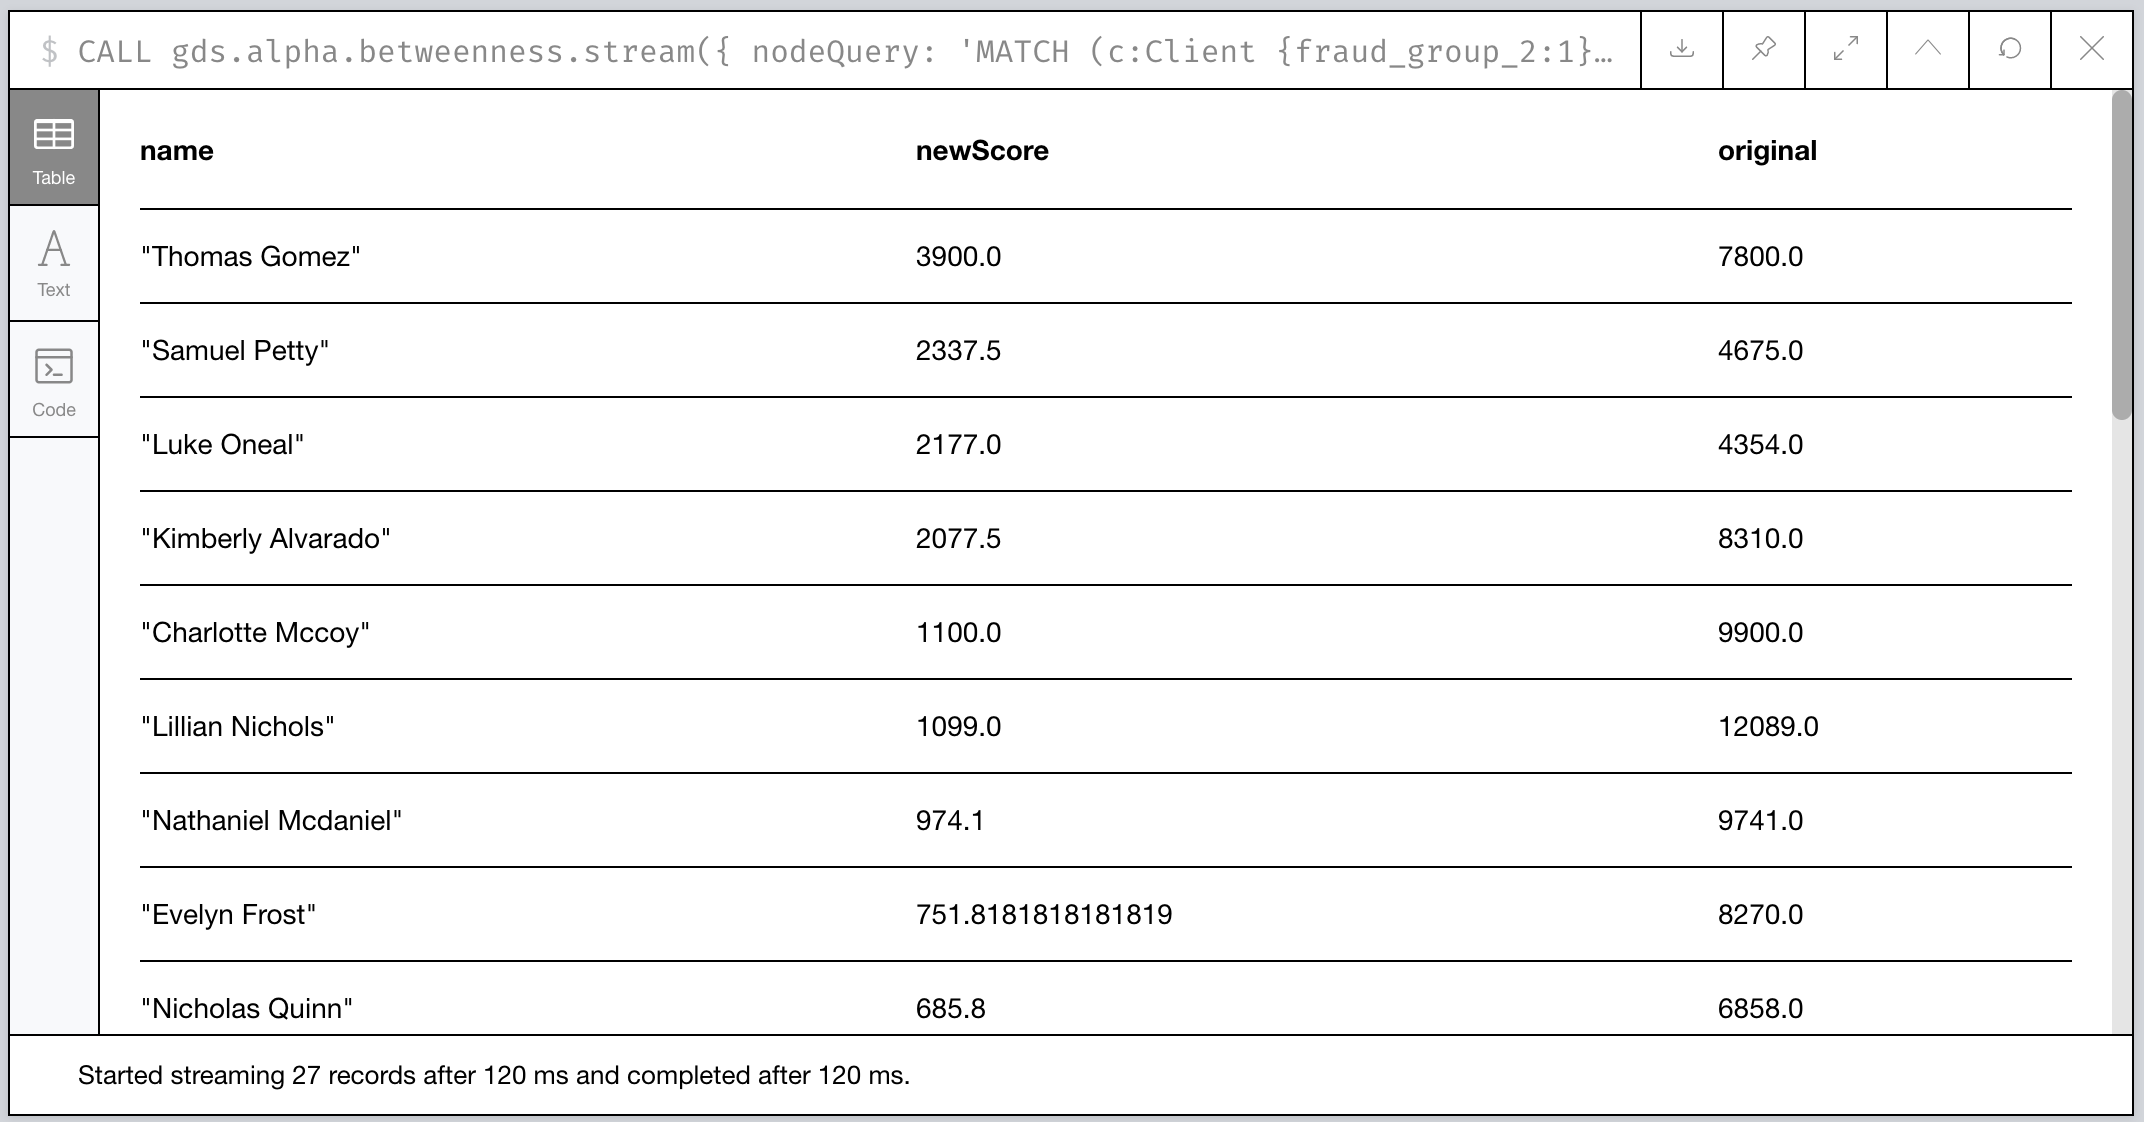 $ CALL gds.alpha.betweenness.stream({ nodeQuery: 'MATCH (c:Client {fraud_group_2:1}…
Table
Text
Code
name newScore original
"Thomas Gomez" 3900.0 7800.0
"Samuel Petty" 2337.5 4675.0
"Luke Oneal" 2177.0 4354.0
"Kimberly Alvarado" 2077.5 8310.0
"Charlotte Mccoy" 1100.0 9900.0
"Lillian Nichols" 1099.0 12089.0
"Nathaniel Mcdaniel" 974.1 9741.0
"Evelyn Frost" 751.8181818181819 8270.0
"Nicholas Quinn" 685.8 6858.0
Started streaming 27 records after 120 ms and completed after 120 ms.